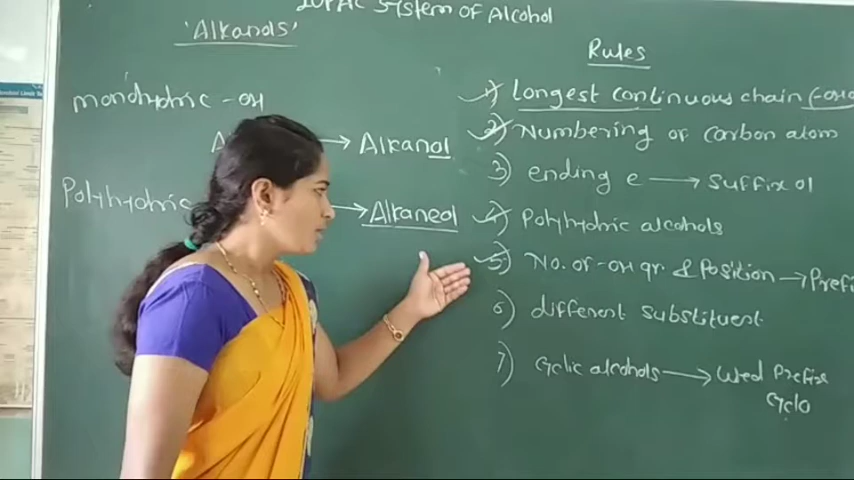 IUPAC System of Alcohol
'Alkanols'
Rules
monohydric -OH
Alkanol
Polyhydric
Alkaneol
1) Longest continuous chain
2) Numbering of carbon atom
3) ending e → suffix ol
4) Polyhydric alcohols
5) No. of -OH gr. & Position → Prefix
6) different substituent
7) cyclic alcohols → Used Prefix
cyclo